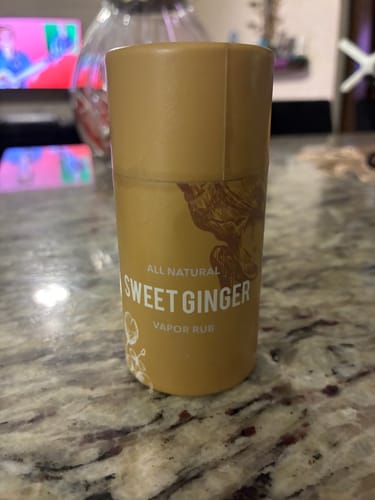 ALL NATURAL
SWEET GINGER
VAPOR RUB